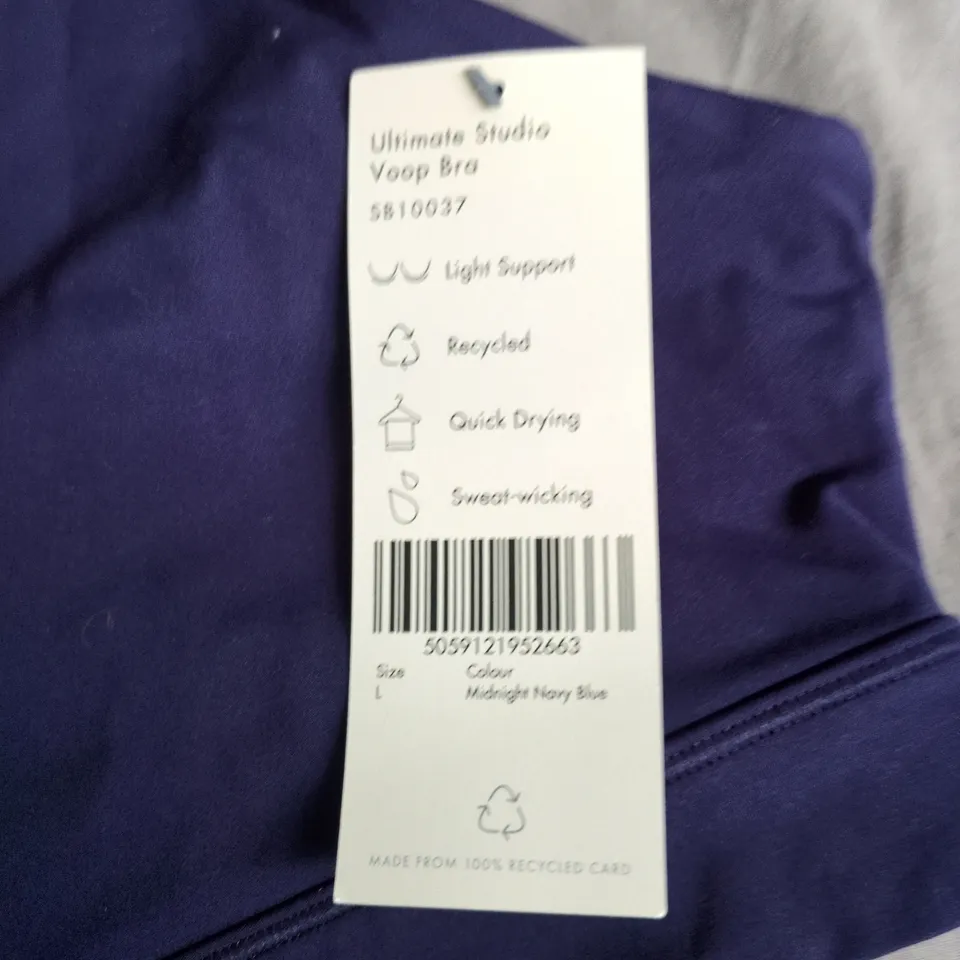 Ultimate Studio
Voop Bra
SB10037
Light Support
Recycled
Quick Drying
Sweat-wicking
5059121952663
Size Colour
L Midnight Navy Blue
MADE FROM 100% RECYCLED CARD